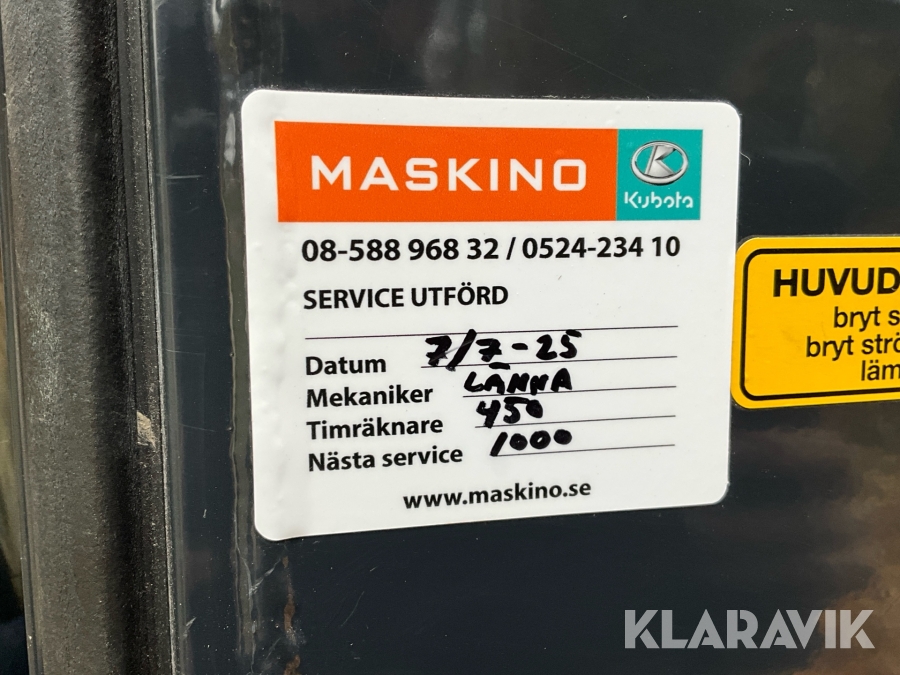 MASKINO
K
Kubota
08-588 968 32 / 0524-234 10
SERVICE UTFÖRD
Datum 7/7-25
Mekaniker LÄNNA
Timräknare 450
Nästa service 1000
www.maskino.se
HUVUD
bryt s
bryt strö
läm
KLARAVIK